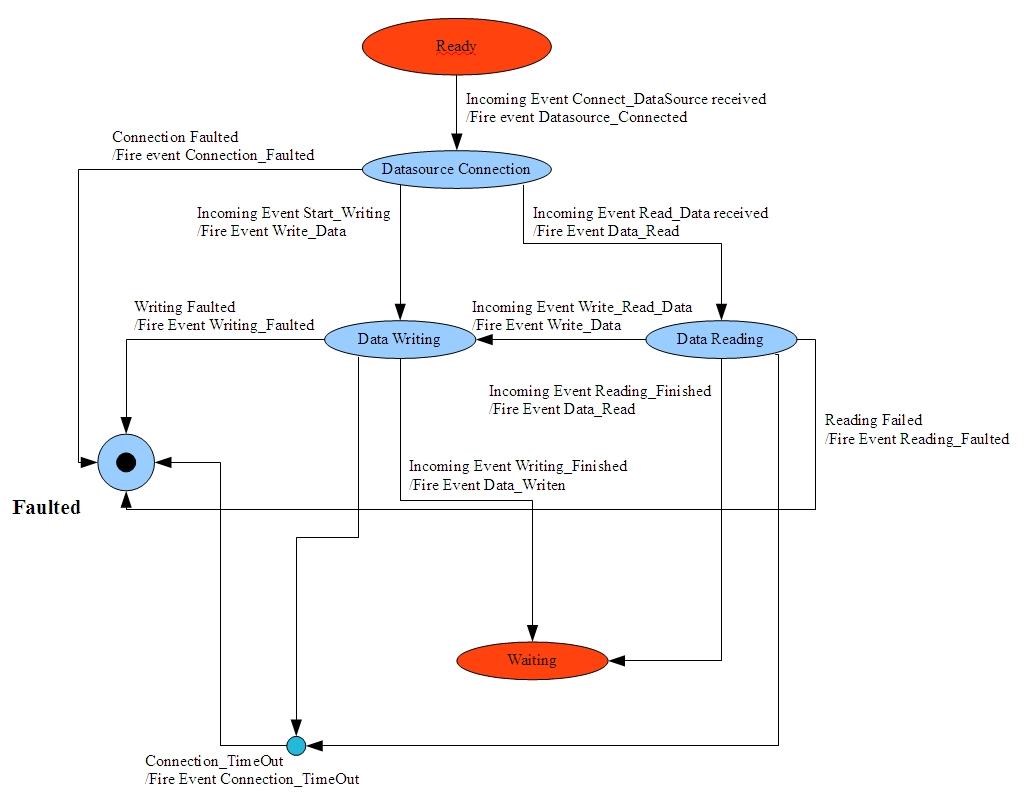 Ready
Incoming Event Connect_DataSource received
/Fire event Datasource_Connected
Connection Faulted
/Fire event Connection_Faulted
Datasource Connection
Incoming Event Start_Writing
/Fire Event Write_Data
Incoming Event Read_Data received
/Fire Event Data_Read
Writing Faulted
/Fire Event Writing_Faulted
Incoming Event Write_Read_Data
/Fire Event Write_Data
Data Writing
Data Reading
Incoming Event Reading_Finished
/Fire Event Data_Read
Reading Failed
/Fire Event Reading_Faulted
Incoming Event Writing_Finished
/Fire Event Data_Writen
Faulted
Waiting
Connection_TimeOut
/Fire Event Connection_TimeOut